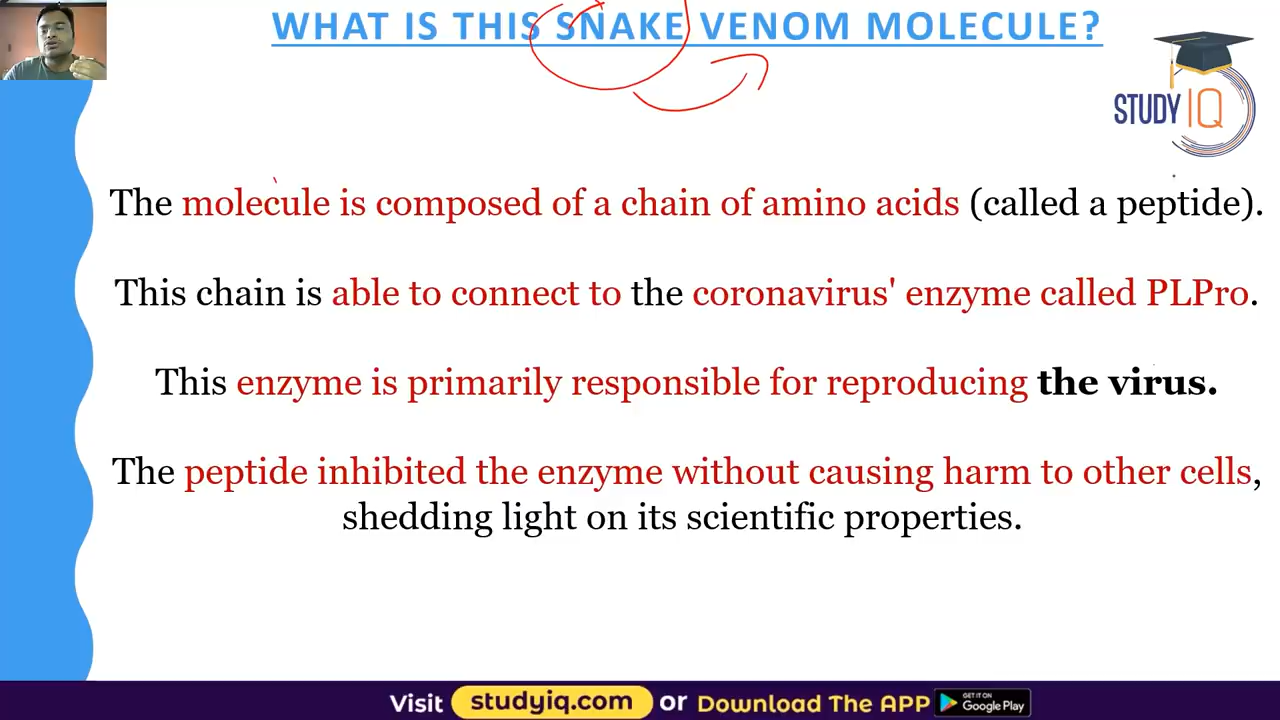 WHAT IS THIS SNAKE VENOM MOLECULE?
STUDY IQ
The molecule is composed of a chain of amino acids (called a peptide).
This chain is able to connect to the coronavirus' enzyme called PLPro.
This enzyme is primarily responsible for reproducing the virus.
The peptide inhibited the enzyme without causing harm to other cells,
shedding light on its scientific properties.
Visit studyiq.com or Download The APP GET IT ON Google Play